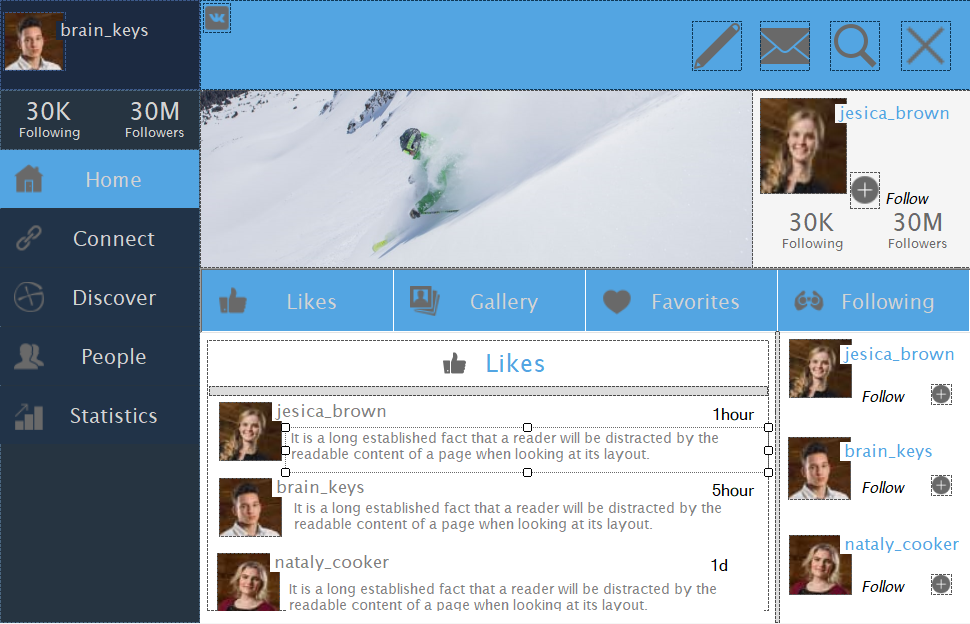 brain_keys
30K
30M
Following
Followers
Home
Connect
Discover
People
Statistics
jesica_brown
Follow
30K
30M
Following
Followers
Likes
Gallery
Favorites
Following
Likes
jesica_brown
1hour
It is a long established fact that a reader will be distracted by the
readable content of a page when looking at its layout.
brain_keys
5hour
It is a long established fact that a reader will be distracted by the
readable content of a page when looking at its layout.
nataly_cooker
1d
It is a long established fact that a reader will be distracted by the
readable content of a page when looking at its layout.
jesica_brown
Follow
brain_keys
Follow
nataly_cooker
Follow